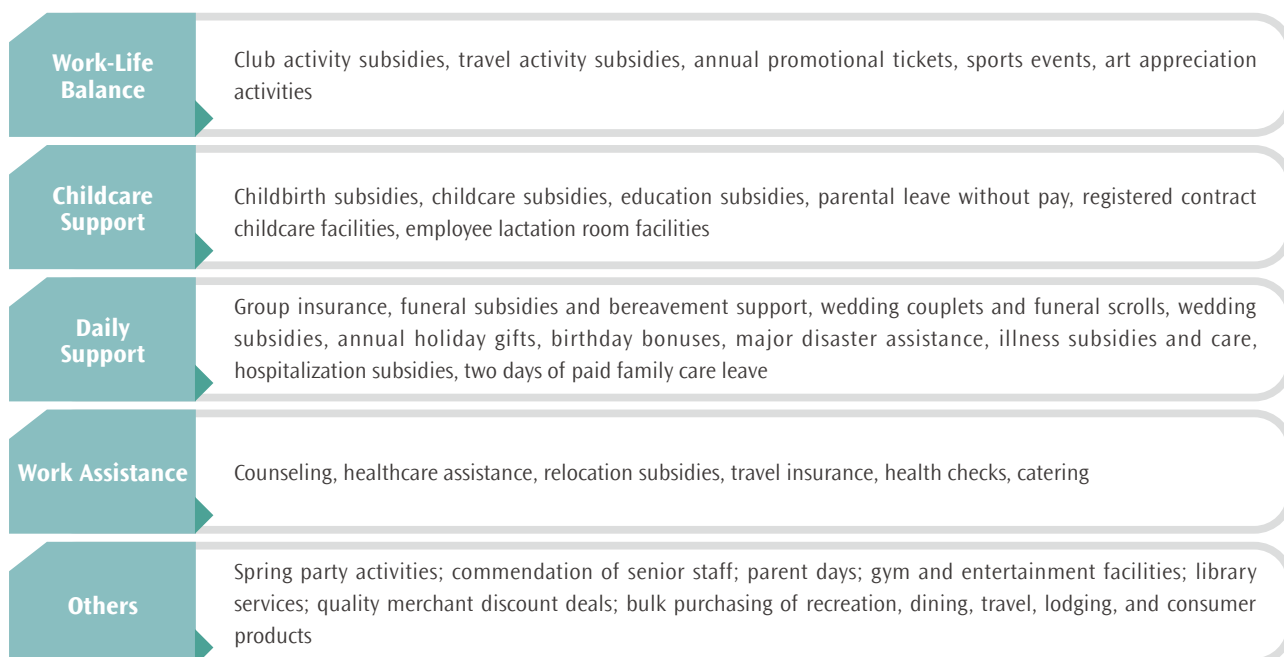 Work-Life
Balance
Club activity subsidies, travel activity subsidies, annual promotional tickets, sports events, art appreciation
activities
Childcare
Support
Childbirth subsidies, childcare subsidies, education subsidies, parental leave without pay, registered contract
childcare facilities, employee lactation room facilities
Daily
Support
Group insurance, funeral subsidies and bereavement support, wedding couplets and funeral scrolls, wedding
subsidies, annual holiday gifts, birthday bonuses, major disaster assistance, illness subsidies and care,
hospitalization subsidies, two days of paid family care leave
Work Assistance
Counseling, healthcare assistance, relocation subsidies, travel insurance, health checks, catering
Others
Spring party activities; commendation of senior staff; parent days; gym and entertainment facilities; library
services; quality merchant discount deals; bulk purchasing of recreation, dining, travel, lodging, and consumer
products